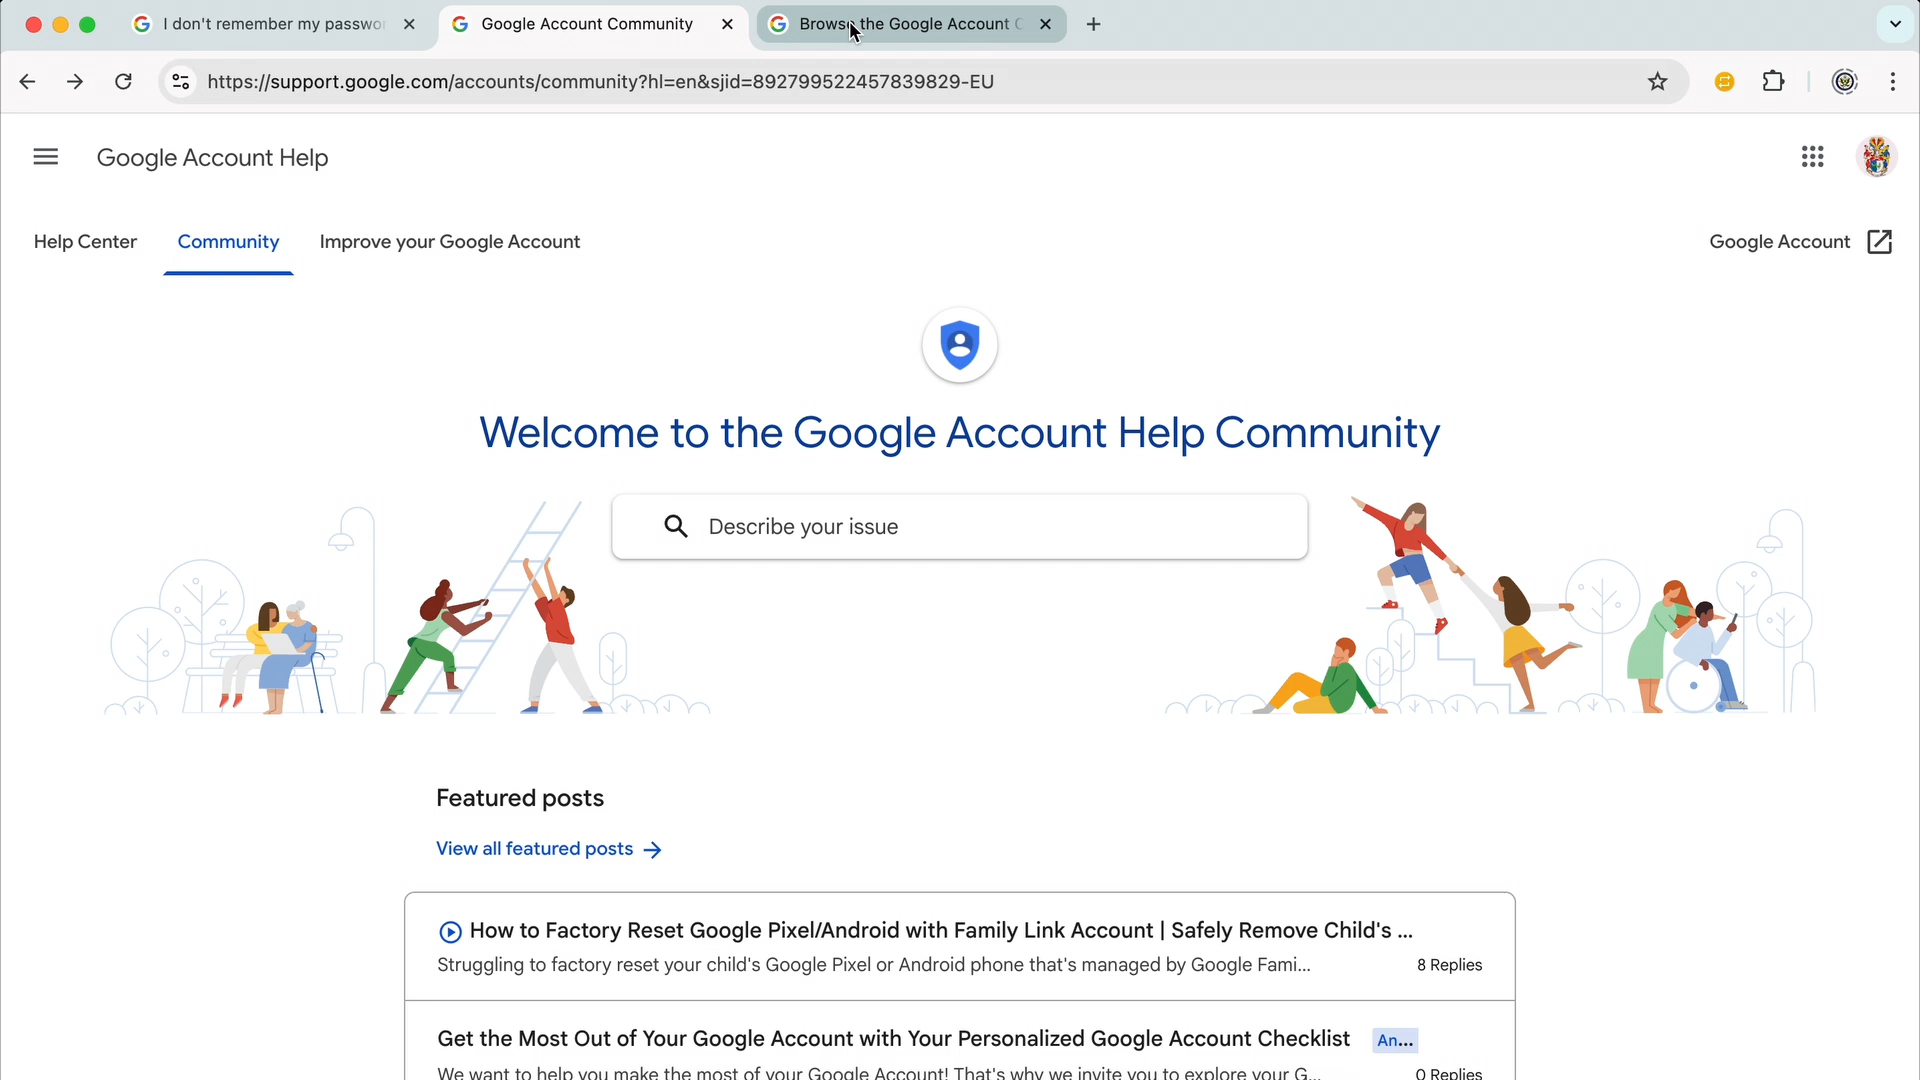 I don't remember my passwo
Google Account Community
Browse the Google Account
https://support.google.com/accounts/community?hl=en&sjid=892799522457839829-EU
Google Account Help
Help Center
Community
Improve your Google Account
Google Account
Welcome to the Google Account Help Community
Describe your issue
Featured posts
View all featured posts
How to Factory Reset Google Pixel/Android with Family Link Account | Safely Remove Child's ...
Struggling to factory reset your child's Google Pixel or Android phone that's managed by Google Fami...
8 Replies
Get the Most Out of Your Google Account with Your Personalized Google Account Checklist
An...
We want to help you make the most of your Google Account! That's why we invite you to explore your G...
0 Replies